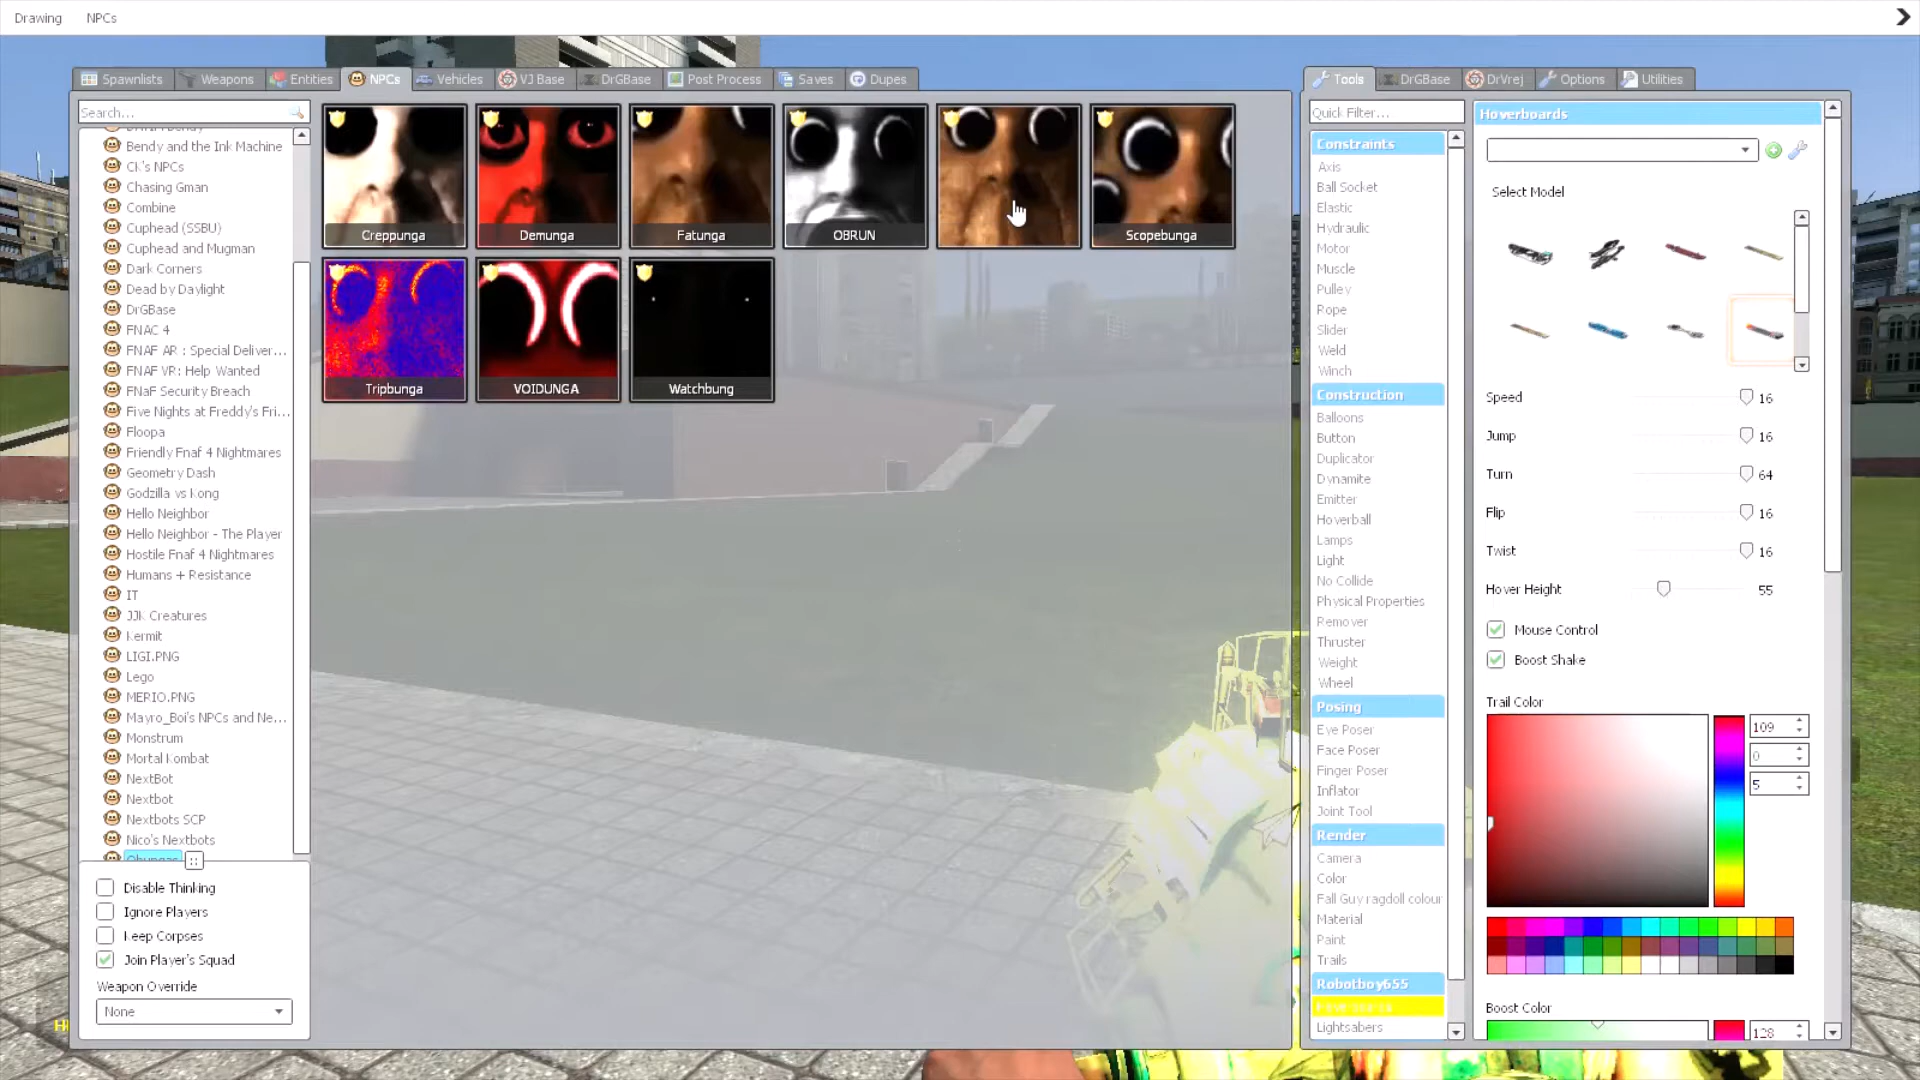 Drawing NPCs
Spawnlists Weapons Entities NPCs Vehicles VJ Base DrGBase Post Process Saves Dupes
Search...
Bendy and the Ink Machine
CK's NPCs
Chasing Gman
Combine
Cuphead (SSBU)
Cuphead and Mugman
Dark Corners
Dead by Daylight
DrGBase
FNAC 4
FNAF AR : Special Deliver...
FNAF VR: Help Wanted
FNaF Security Breach
Five Nights at Freddy's Fri...
Floopa
Friendly Fnaf 4 Nightmares
Geometry Dash
Godzilla vs Kong
Hello Neighbor
Hello Neighbor - The Player
Hostile Fnaf 4 Nightmares
Humans + Resistance
IT
JJK Creatures
Kermit
LIGI.PNG
Lego
MERIO.PNG
Mayro_Boi's NPCs and Ne...
Monstrum
Mortal Kombat
NextBot
Nextbot
Nextbots SCP
Nico's Nextbots
Disable Thinking
Ignore Players
Keep Corpses
Join Player's Squad
Weapon Override
None
Creppunga Demunga Fatunga OBRUN Scopebunga
Tripbunga VOIDUNGA Watchbung
Tools DrGBase DrVrej Options Utilities
Quick Filter...
Constraints
Axis
Ball Socket
Elastic
Hydraulic
Motor
Muscle
Pulley
Rope
Slider
Weld
Winch
Construction
Balloons
Button
Duplicator
Dynamite
Emitter
Hoverball
Lamps
Light
No Collide
Physical Properties
Remover
Thruster
Weight
Wheel
Posing
Eye Poser
Face Poser
Finger Poser
Inflator
Joint Tool
Render
Camera
Color
Fall Guy ragdoll colour
Material
Paint
Trails
Robotboy655
Lightsabers
Hoverboards
Select Model
Speed 16
Jump 16
Turn 64
Flip 16
Twist 16
Hover Height 55
Mouse Control
Boost Shake
Trail Color
109
0
5
Boost Color
128